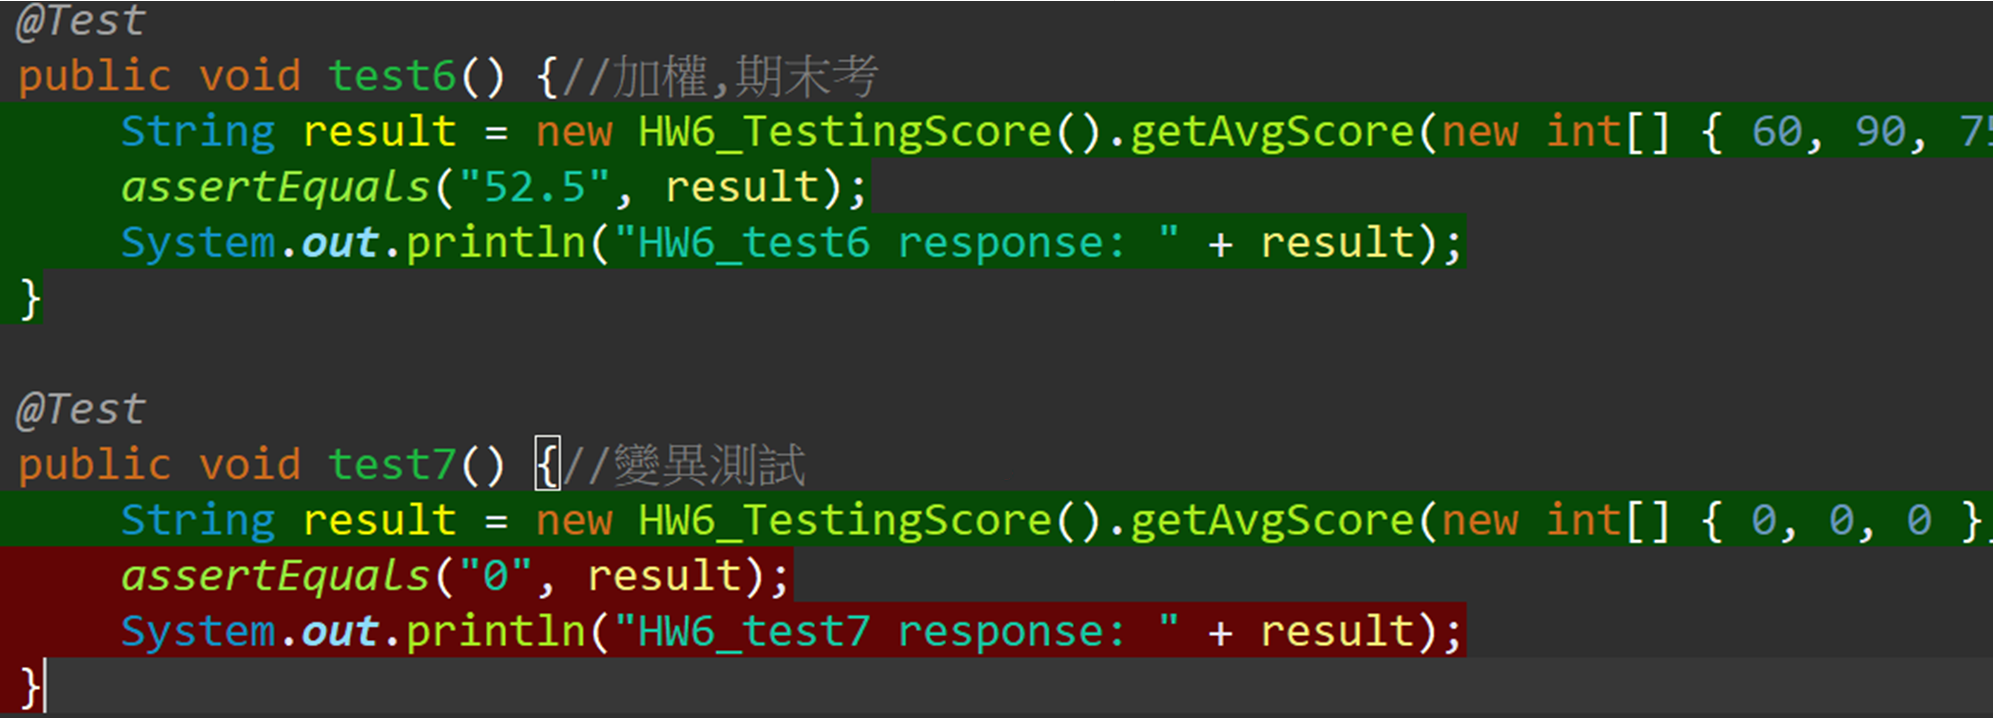 @Test
public void test6() {//加權,期末考
String result = new HW6_TestingScore().getAvgScore(new int[] { 60, 90, 75
assertEquals("52.5", result);
System.out.println("HW6_test6 response: " + result);
}
@Test
public void test7() {//變異測試
String result = new HW6_TestingScore().getAvgScore(new int[] { 0, 0, 0 }
assertEquals("0", result);
System.out.println("HW6_test7 response: " + result);
}